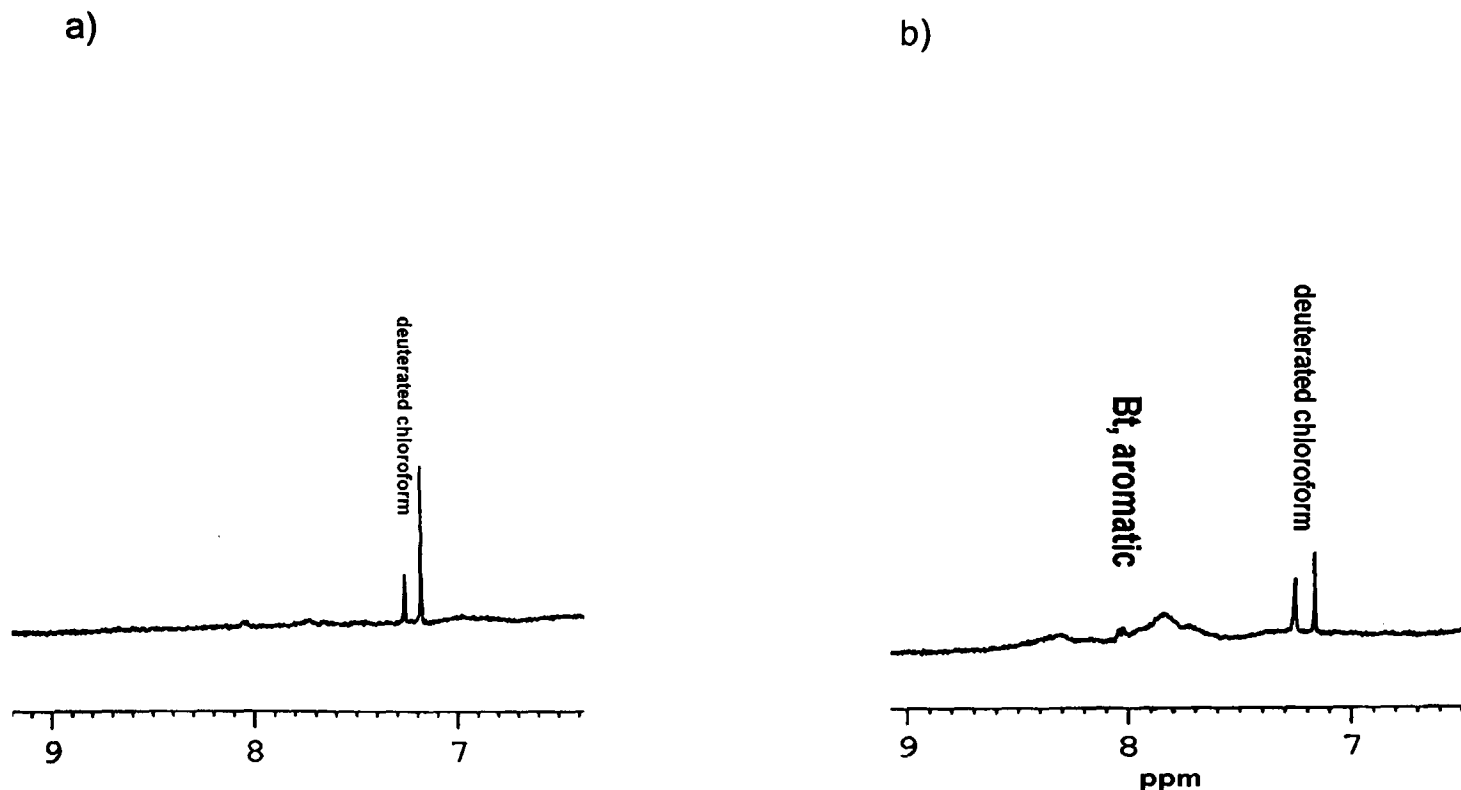 a)
deuterated chloroform
9 8 7
b)
Bt, aromatic
deuterated chloroform
9 8 7
ppm